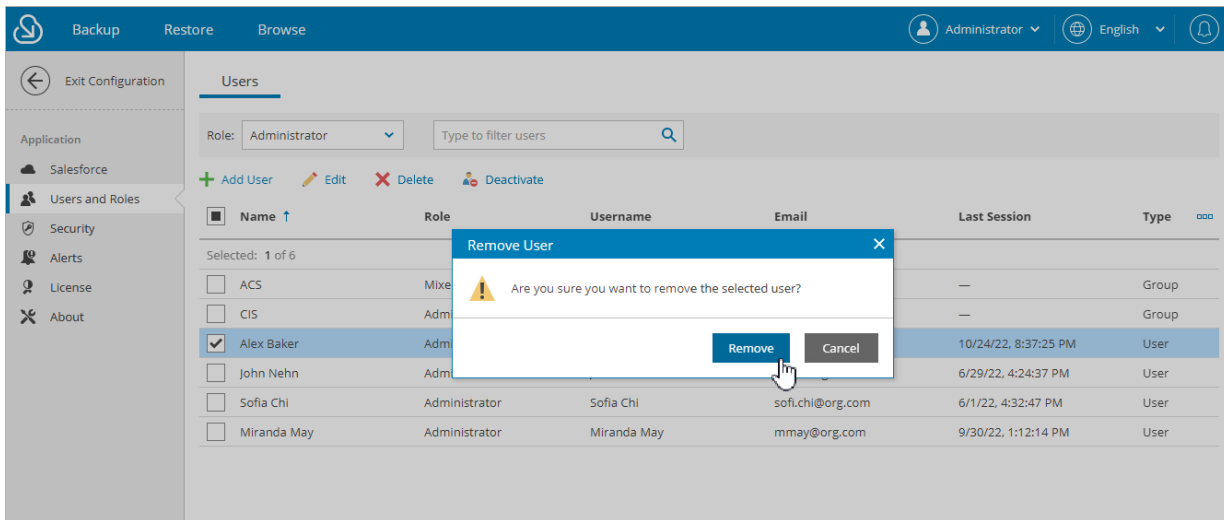 Backup Restore Browse Administrator English
Exit Configuration
Users
Application
Salesforce
Users and Roles
Security
Alerts
License
About
Role: Administrator Type to filter users
Add User Edit Delete Deactivate
Name ↑ Role Username Email Last Session Type
Selected: 1 of 6
ACS Mixe — Group
CIS Admi — Group
Alex Baker Admi 10/24/22, 8:37:25 PM User
John Nehn Admi 6/29/22, 4:24:37 PM User
Sofia Chi Administrator Sofia Chi sofi.chi@org.com 6/1/22, 4:32:47 PM User
Miranda May Administrator Miranda May mmay@org.com 9/30/22, 1:12:14 PM User
Remove User
Are you sure you want to remove the selected user?
Remove Cancel